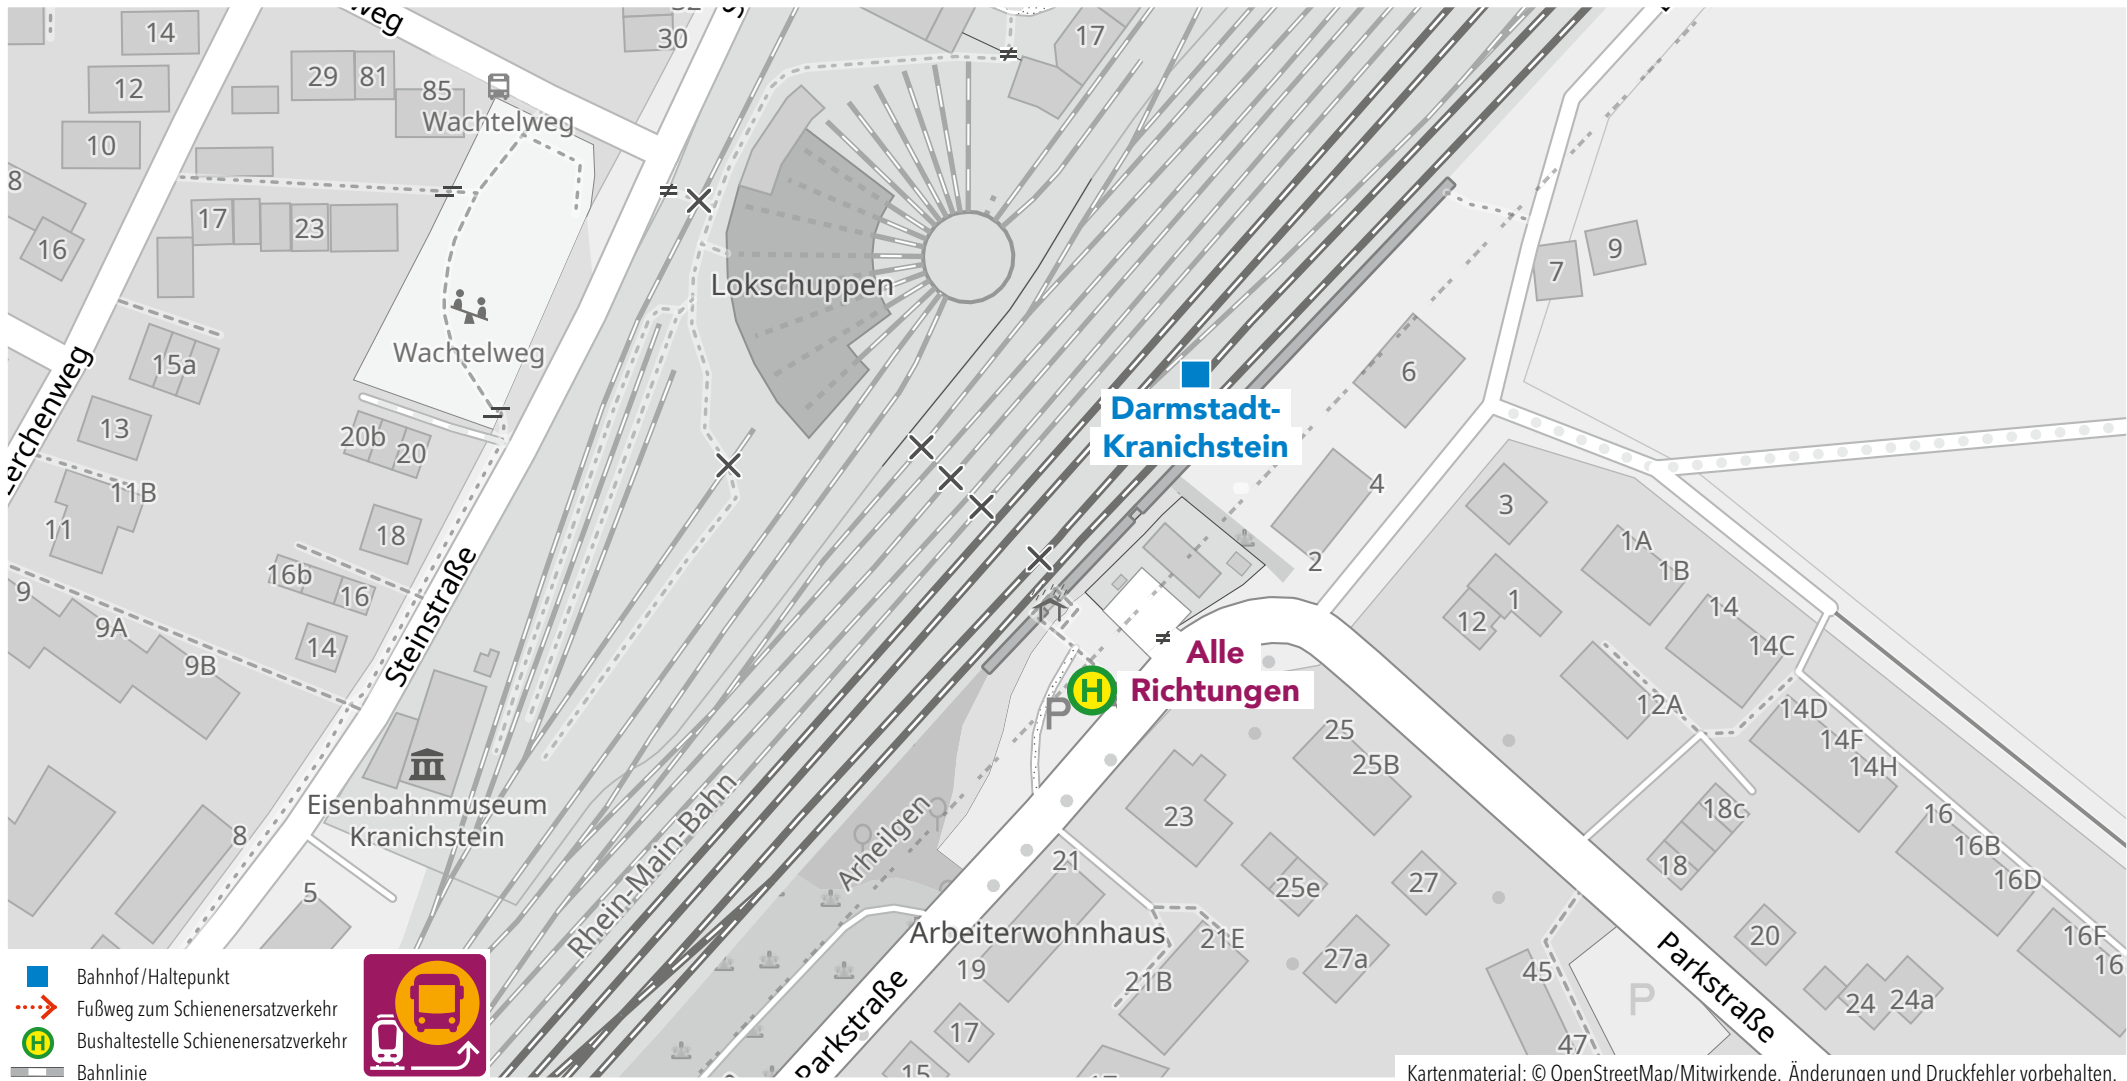 14
12
10
8
16
29
81
85
Wachtelweg
30
17
17
23
Lokschuppen
Wachtelweg
15a
13
11B
11
20b
20
18
16b
16
14
9
9A
9B
Steinstraße
Eisenbahnmuseum
Kranichstein
8
5
Rhein-Main-Bahn
Arheilgen
Darmstadt-
Kranichstein
Alle
Richtungen
H
P
7
9
6
4
2
3
1A
1B
1
12
14
14C
12A
14D
14F
14H
16
16B
16D
16F
16
18c
18
20
24
24a
25
25B
23
25e
27
27a
21
21E
21B
Arbeiterwohnhaus
19
17
15
45
47
P
Parkstraße
Parkstraße
Bahnhof/Haltepunkt
Fußweg zum Schienenersatzverkehr
H
Bushaltestelle Schienenersatzverkehr
Bahnlinie
Kartenmaterial: © OpenStreetMap/Mitwirkende. Änderungen und Druckfehler vorbehalten.